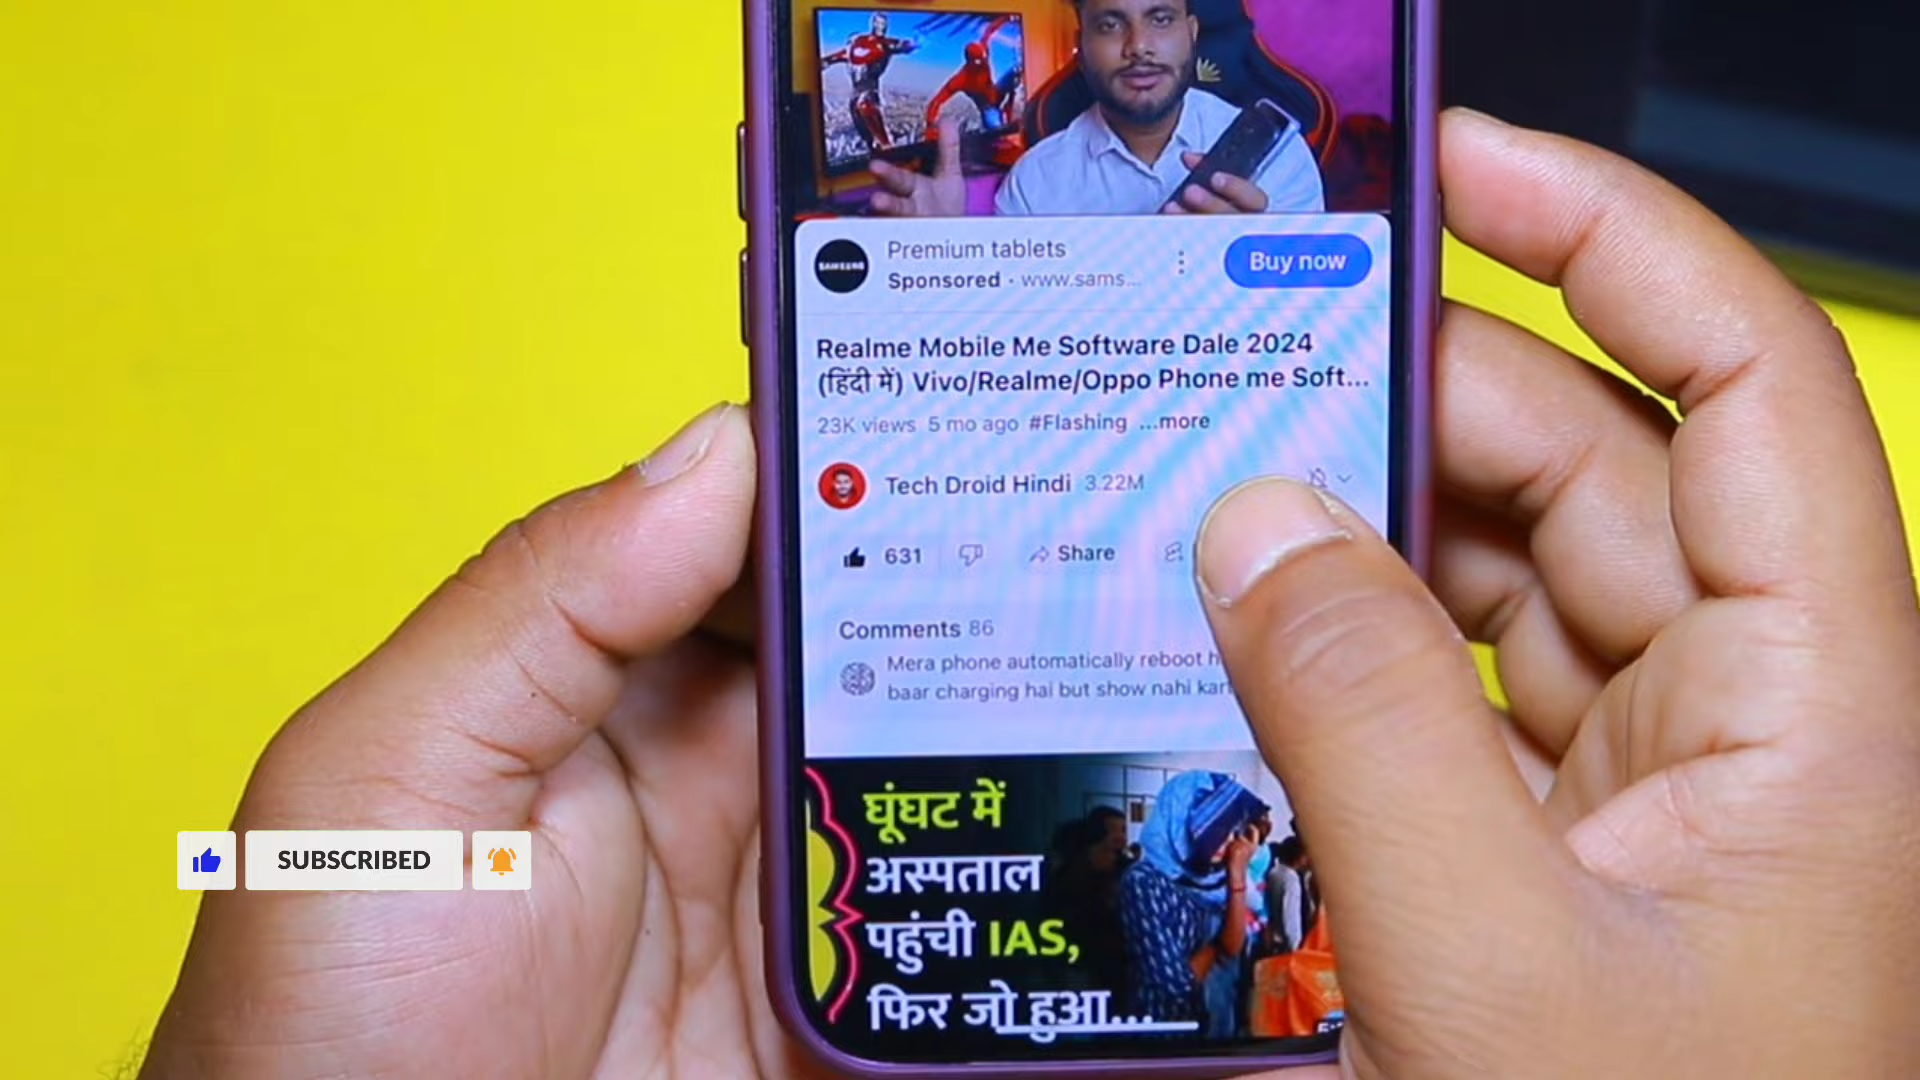 SAMSUNG
Premium tablets
Sponsored · www.sams...
Buy now
Realme Mobile Me Software Dale 2024
(हिंदी में) Vivo/Realme/Oppo Phone me Soft...
23K views 5 mo ago #Flashing ...more
Tech Droid Hindi 3.22M
631
Share
Comments 86
Mera phone automatically reboot
baar charging hai but show nahi
घूंघट में
अस्पताल
पहुंची IAS,
फिर जो हुआ...
SUBSCRIBED